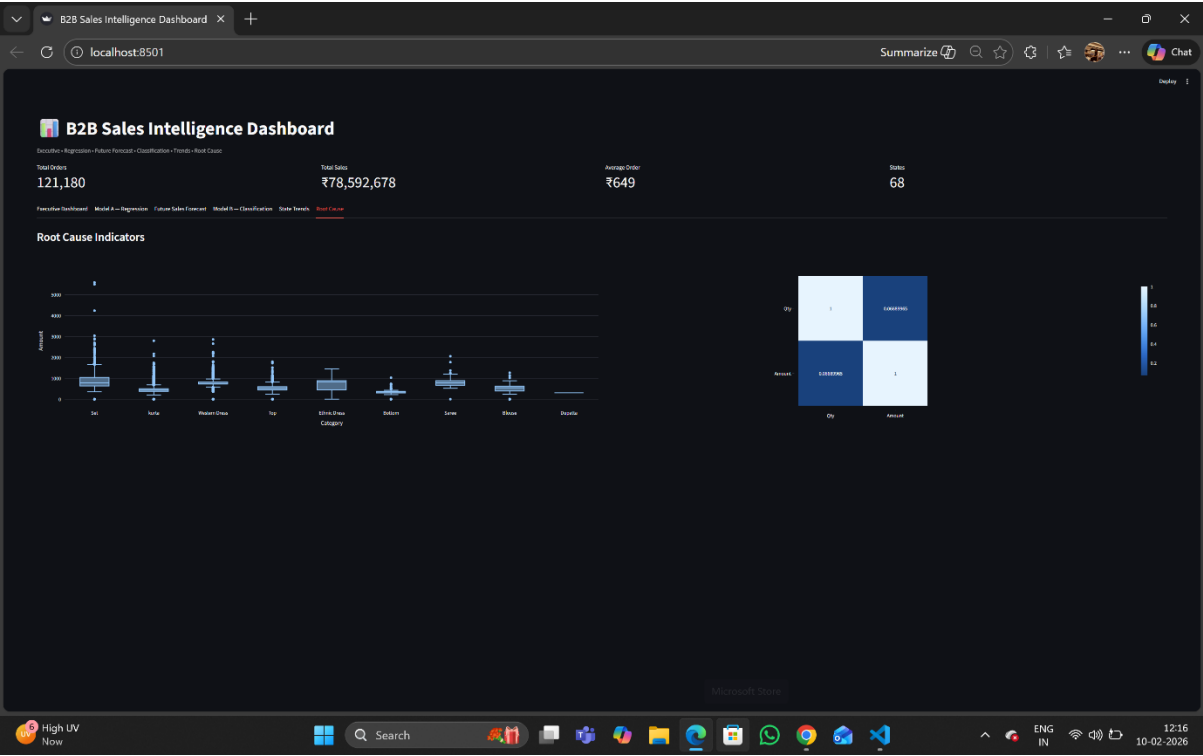 B2B Sales Intelligence Dashboard
localhost:8501
Summarize
Chat
Deploy
B2B Sales Intelligence Dashboard
Executive • Regression • Future Forecast • Classification • Trends • Root Cause
Total Orders
Total Sales
Average Order
States
121,180
₹78,592,678
₹649
68
Executive Dashboard
Model A — Regression
Future Sales Forecast
Model B — Classification
State Trends
Root Cause
Root Cause Indicators
5000
4000
3000
2000
1000
0
Amount
Set
kurta
Western Dress
Top
Ethnic Dress
Bottom
Saree
Blouse
Dupatta
Category
Qty
1
Amount
1
Qty
Amount
1
0.8
0.6
0.4
0.2
Microsoft Store
6
UV
High UV
Now
Search
ENG
IN
12:16
10-02-2026